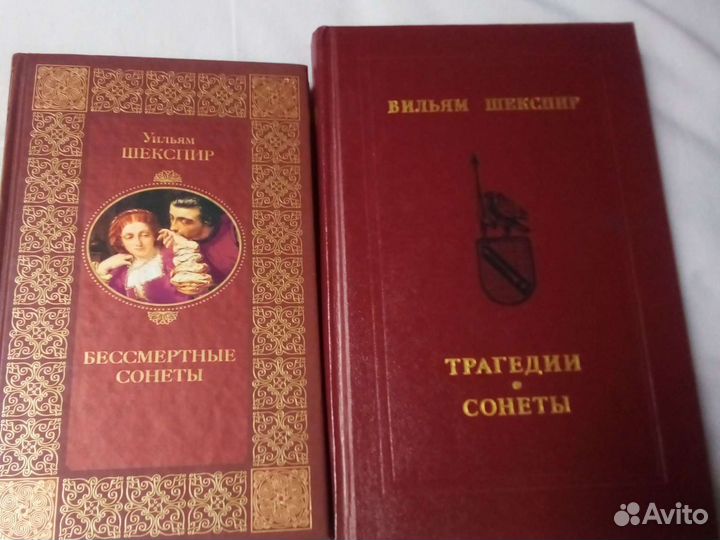 Уильям
ШЕКСПИР
БЕССМЕРТНЫЕ
СОНЕТЫ
ВИЛЬЯМ ШЕКСПИР
ТРАГЕДИИ
•
СОНЕТЫ
Avito